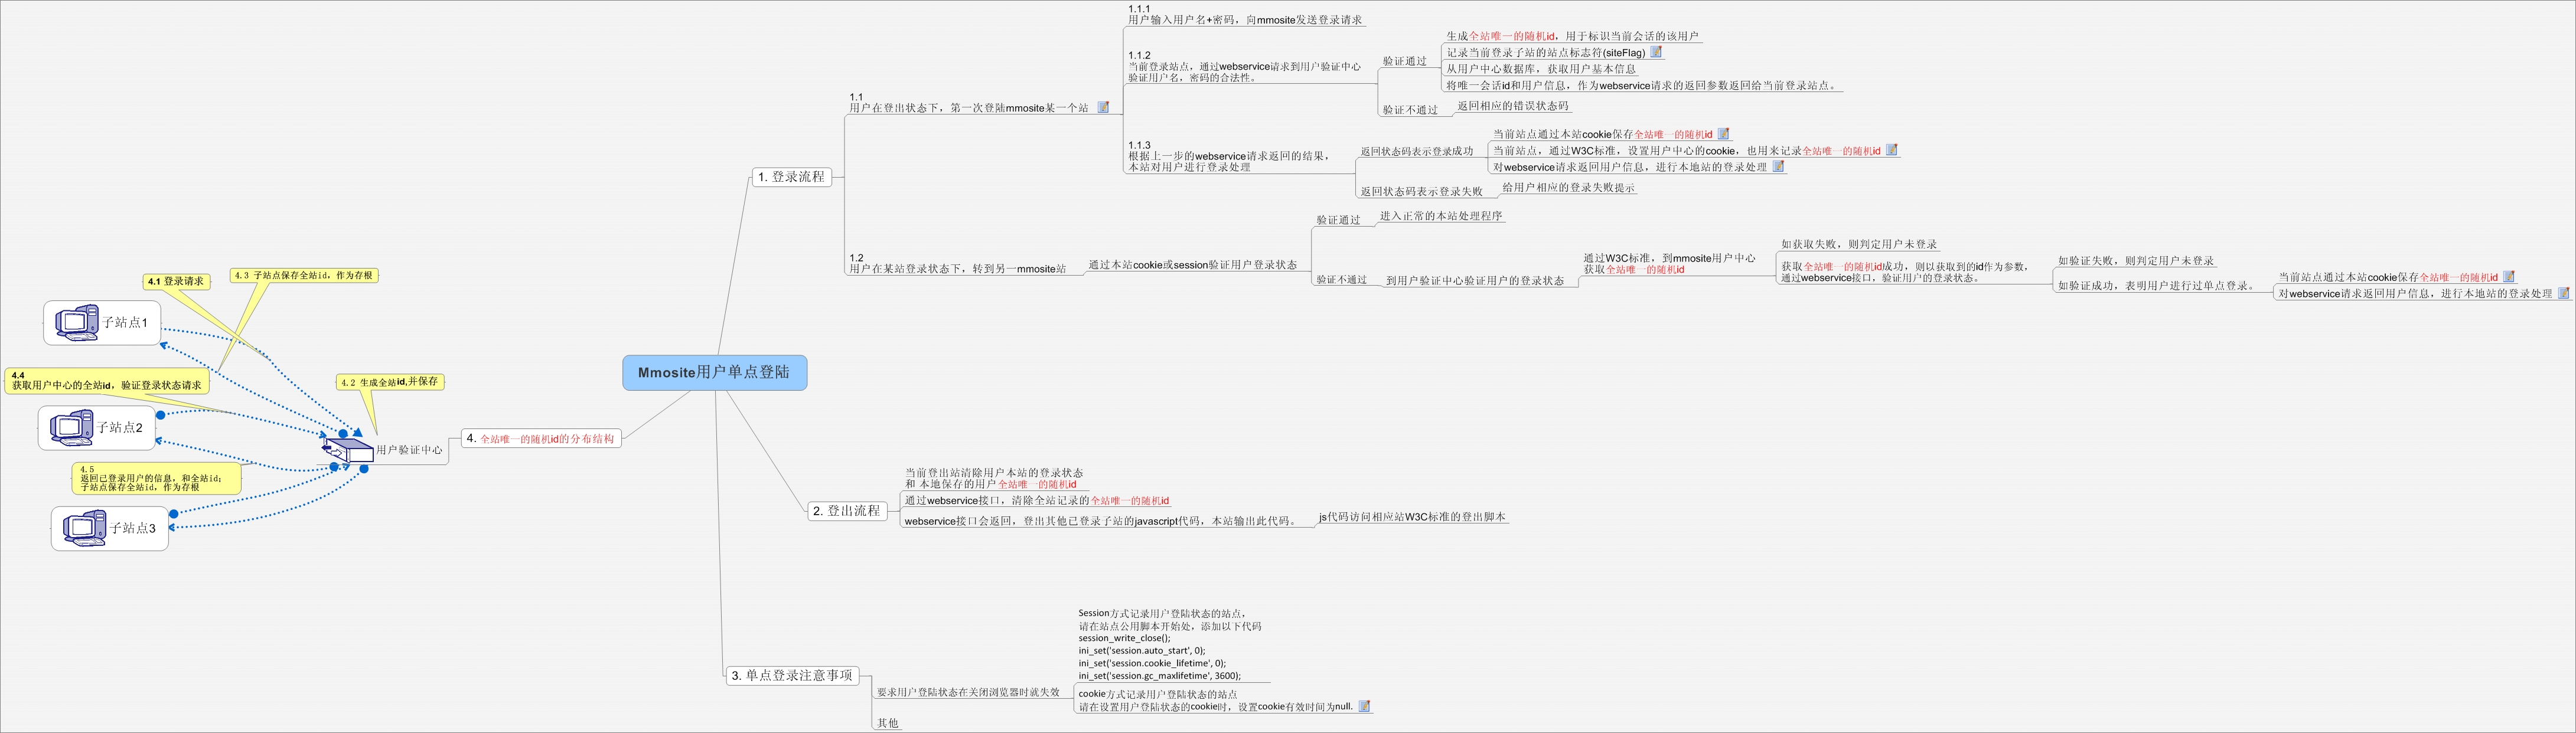 Mmosite用户单点登陆
1. 登录流程
1.1
用户在登出状态下，第一次登陆mmosite某一个站
1.1.1
用户输入用户名+密码，向mmosite发送登录请求
1.1.2
当前登录站点，通过webservice请求到用户验证中心
验证用户名，密码的合法性。
验证通过
生成全站唯一的随机id，用于标识当前会话的该用户
记录当前登录子站的站点标志符(siteFlag)
从用户中心数据库，获取用户基本信息
将唯一会话id和用户信息，作为webservice请求的返回参数返回给当前登录站点。
验证不通过
返回相应的错误状态码
1.1.3
根据上一步的webservice请求返回的结果，
本站对用户进行登录处理
返回状态码表示登录成功
当前站点通过本站cookie保存全站唯一的随机id
当前站点，通过W3C标准，设置用户中心的cookie，也用来记录全站唯一的随机id
对webservice请求返回用户信息，进行本地站的登录处理
返回状态码表示登录失败
给用户相应的登录失败提示
1.2
用户在某站登录状态下，转到另一mmosite站
通过本站cookie或session验证用户登录状态
验证通过
进入正常的本站处理程序
验证不通过
到用户验证中心验证用户的登录状态
通过W3C标准，到mmosite用户中心
获取全站唯一的随机id
如获取失败，则判定用户未登录
获取全站唯一的随机id成功，则以获取到的id作为参数，
通过webservice接口，验证用户的登录状态。
如验证失败，则判定用户未登录
如验证成功，表明用户进行过单点登录。
当前站点通过本站cookie保存全站唯一的随机id
对webservice请求返回用户信息，进行本地站的登录处理
2. 登出流程
当前登出站清除用户本站的登录状态
和 本地保存的用户全站唯一的随机id
通过webservice接口，清除全站记录的全站唯一的随机id
webservice接口会返回，登出其他已登录子站的javascript代码，本站输出此代码。
js代码访问相应站W3C标准的登出脚本
3. 单点登录注意事项
要求用户登陆状态在关闭浏览器时就失效
Session方式记录用户登陆状态的站点，
请在站点公用脚本开始处，添加以下代码
session_write_close();
ini_set('session.auto_start', 0);
ini_set('session.cookie_lifetime', 0);
ini_set('session.gc_maxlifetime', 3600);
cookie方式记录用户登陆状态的站点
请在设置用户登陆状态的cookie时，设置cookie有效时间为null.
其他
4. 全站唯一的随机id的分布结构
用户验证中心
4.1 登录请求
4.3 子站点保存全站id，作为存根
子站点1
4.4
获取用户中心的全站id，验证登录状态请求
4.2 生成全站id,并保存
子站点2
4.5
返回已登录用户的信息，和全站id；
子站点保存全站id，作为存根
子站点3